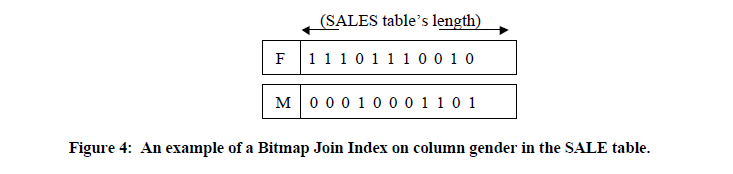 (SALES table's length)
F 1 1 1 0 1 1 1 0 0 1 0
M 0 0 0 1 0 0 0 1 1 0 1
Figure 4: An example of a Bitmap Join Index on column gender in the SALE table.